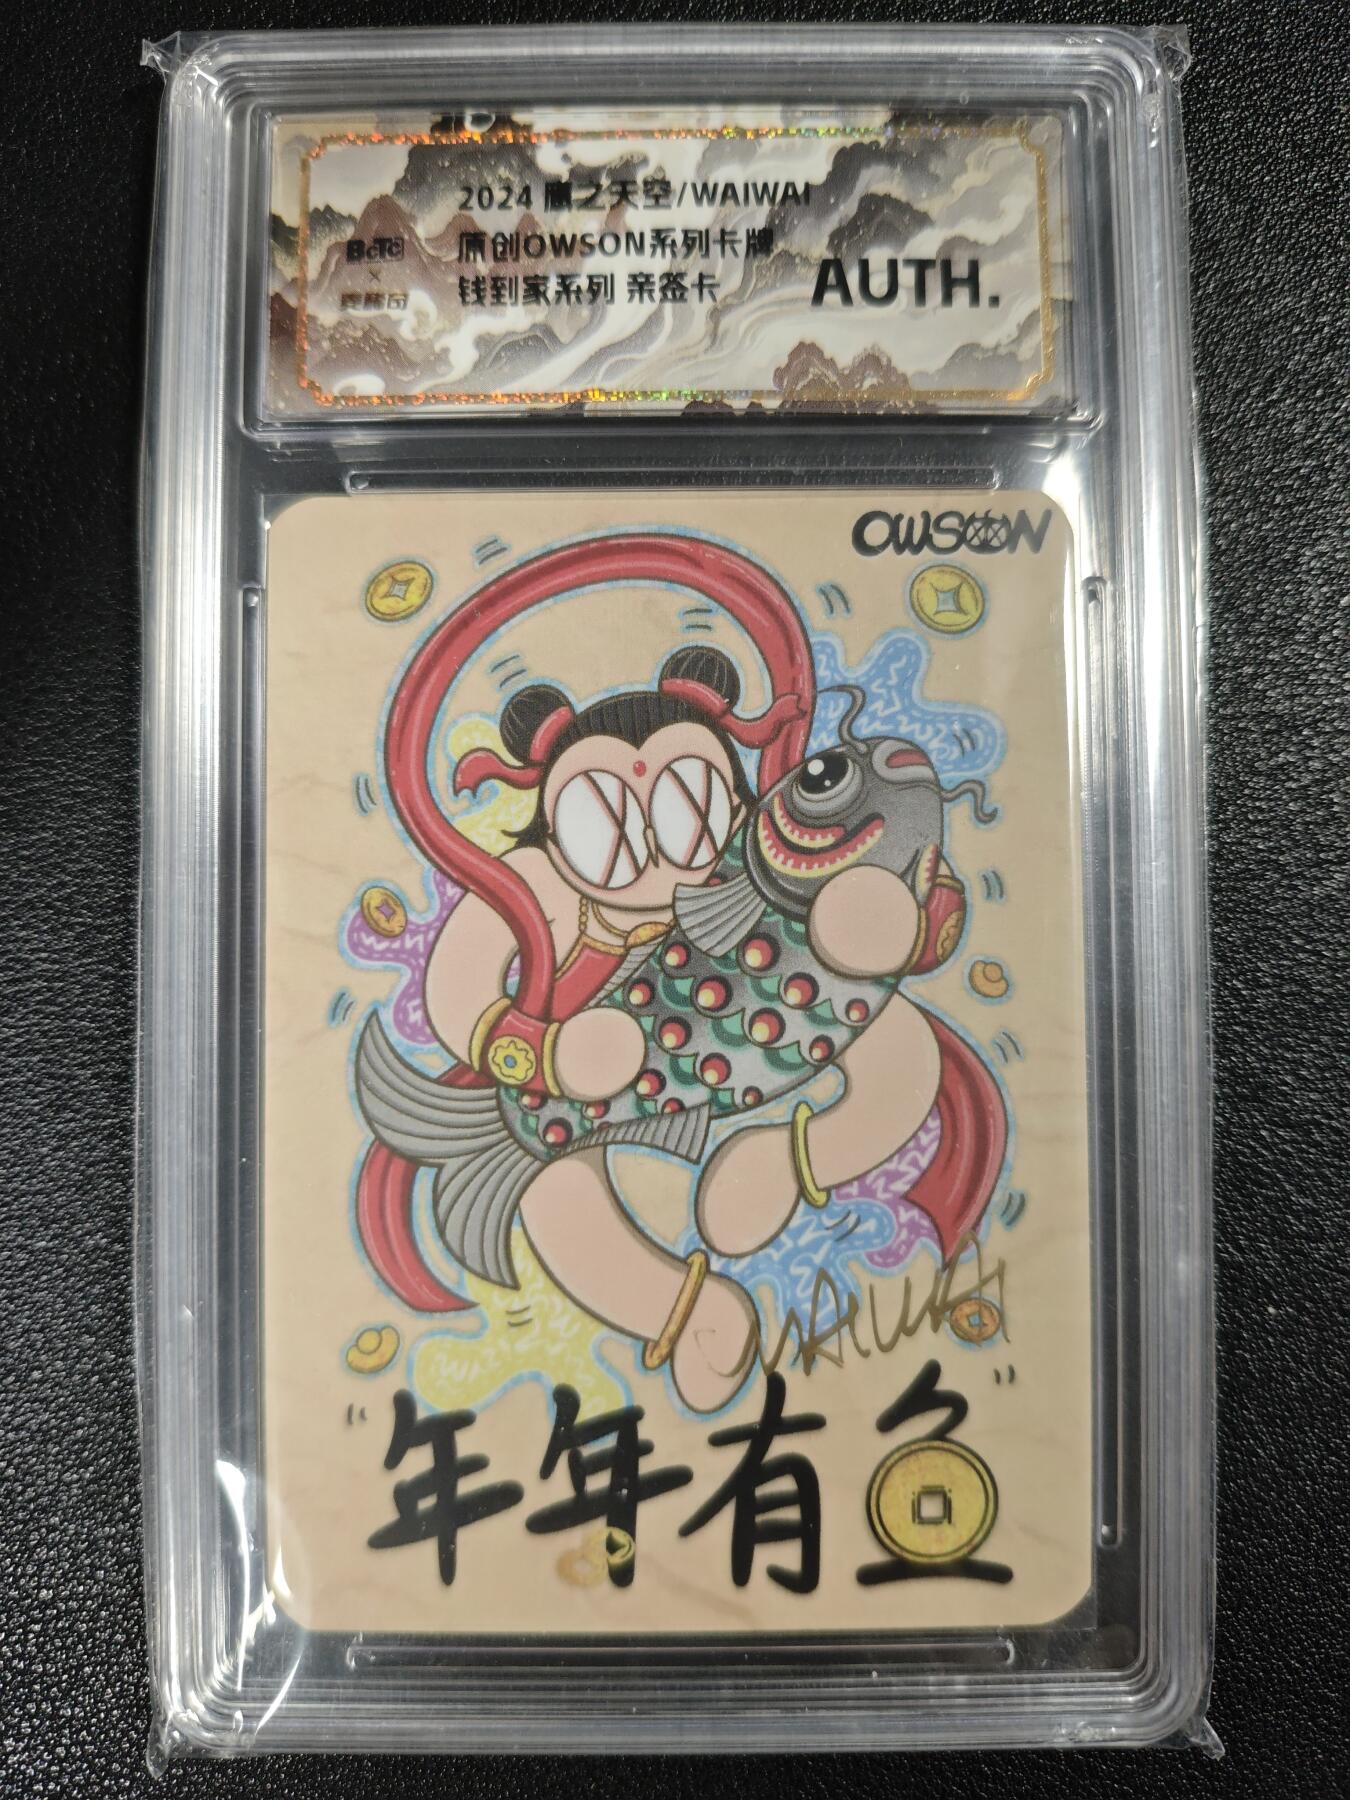 2024 鹰之天空/WAIWAI
原创OWSON系列卡牌
钱到家系列 亲签卡
BCTC
×
AUTH.
OWSON
WAIWAI
"年年有鱼"